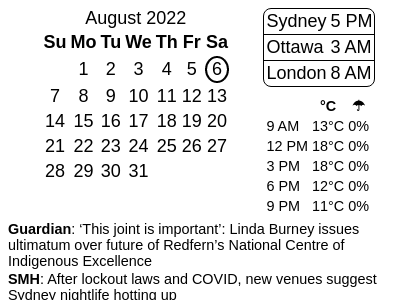 August 2022
Su Mo Tu We Th Fr Sa
1 2 3 4 5 6
7 8 9 10 11 12 13
14 15 16 17 18 19 20
21 22 23 24 25 26 27
28 29 30 31
Sydney 5 PM
Ottawa 3 AM
London 8 AM
°C ☂
9 AM 13°C 0%
12 PM 18°C 0%
3 PM 18°C 0%
6 PM 12°C 0%
9 PM 11°C 0%
Guardian: ‘This joint is important’: Linda Burney issues
ultimatum over future of Redfern’s National Centre of
Indigenous Excellence
SMH: After lockout laws and COVID, new venues suggest
Sydney nightlife hotting up